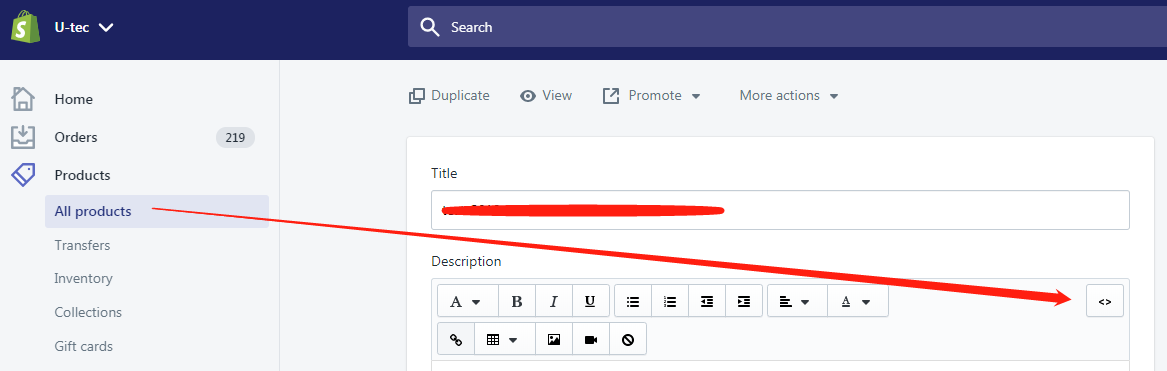 U-tec
Search
Home
Duplicate
View
Promote
More actions
Orders
219
Products
Title
All products
Transfers
Description
Inventory
A
B
I
U
A
<>
Collections
Gift cards